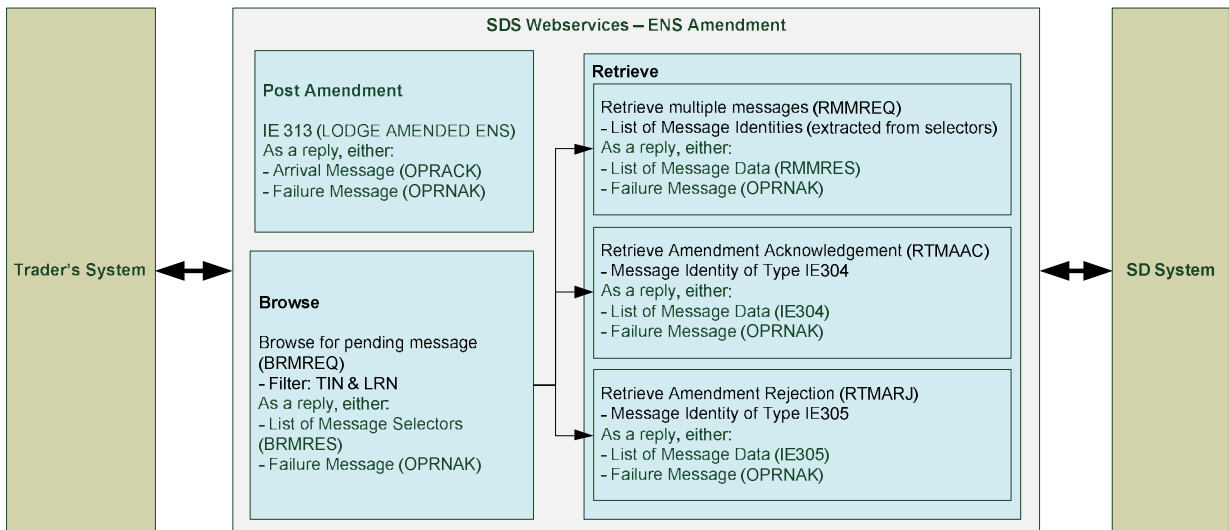 SDS Webservices – ENS Amendment
Trader's System
Post Amendment
IE 313 (LODGE AMENDED ENS)
As a reply, either:
- Arrival Message (OPRACK)
- Failure Message (OPRNAK)
Browse
Browse for pending message
(BRMREQ)
- Filter: TIN & LRN
As a reply, either:
- List of Message Selectors
(BRMRES)
- Failure Message (OPRNAK)
Retrieve
Retrieve multiple messages (RMMREQ)
- List of Message Identities (extracted from selectors)
As a reply, either:
- List of Message Data (RMMRES)
- Failure Message (OPRNAK)
Retrieve Amendment Acknowledgement (RTMAAC)
- Message Identity of Type IE304
As a reply, either:
- List of Message Data (IE304)
- Failure Message (OPRNAK)
Retrieve Amendment Rejection (RTMARJ)
- Message Identity of Type IE305
As a reply, either:
- List of Message Data (IE305)
- Failure Message (OPRNAK)
SD System